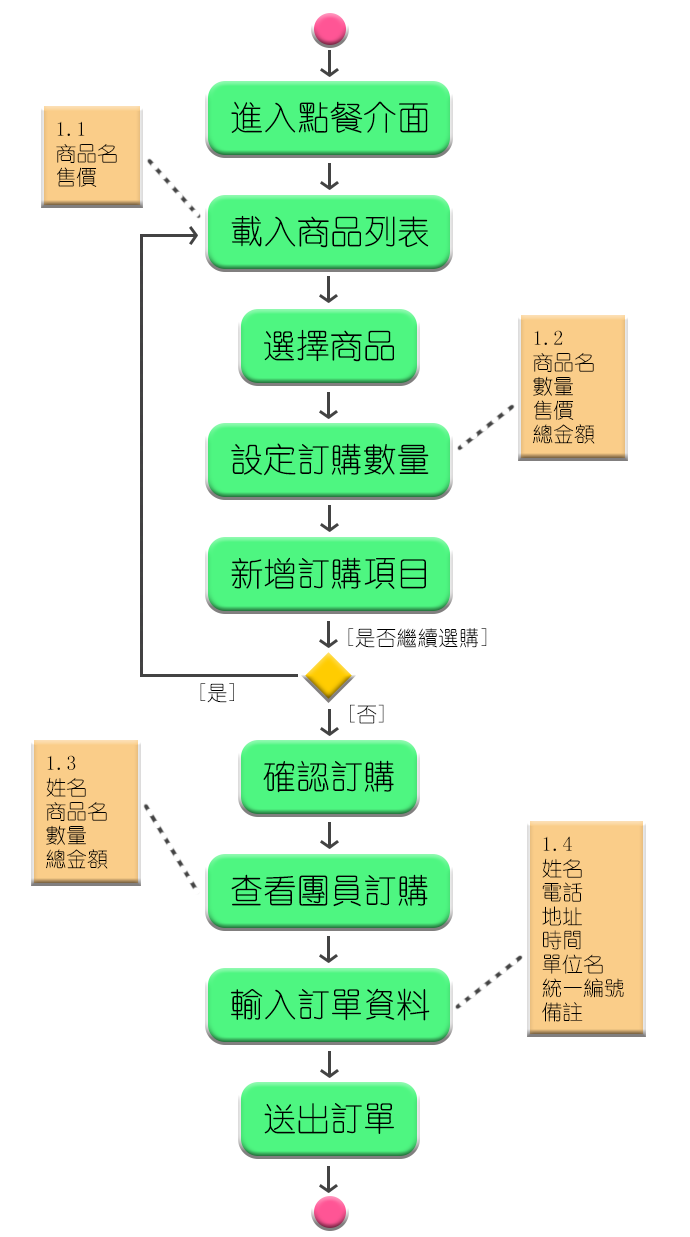 進入點餐介面
1.1
商品名
售價
載入商品列表
選擇商品
1.2
商品名
數量
售價
總金額
設定訂購數量
新增訂購項目
[是否繼續選購]
[是]
[否]
確認訂購
1.3
姓名
商品名
數量
總金額
查看團員訂購
1.4
姓名
電話
地址
時間
單位名
統一編號
備註
輸入訂單資料
送出訂單